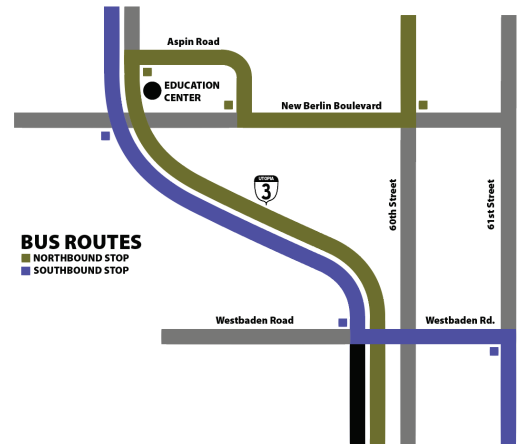 Aspin Road
EDUCATION
CENTER
New Berlin Boulevard
UTOPIA
3
60th Street
61st Street
BUS ROUTES
NORTHBOUND STOP
SOUTHBOUND STOP
Westbaden Road
Westbaden Rd.